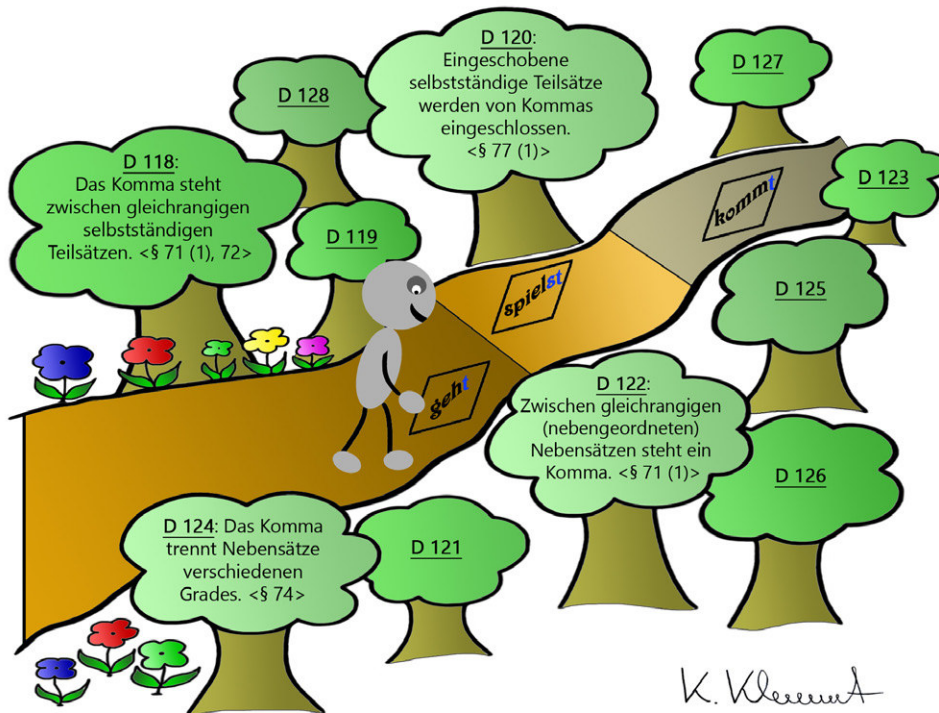 D 120:
Eingeschobene
selbstständige Teilsätze
werden von Kommas
eingeschlossen.
<§ 77 (1)>
D 127
D 128
D 118:
Das Komma steht
zwischen gleichrangigen
selbstständigen
Teilsätzen. <§ 71 (1), 72>
D 123
kommt
D 119
spielst
D 125
geht
D 122:
Zwischen gleichrangigen
(nebengeordneten)
Nebensätzen steht ein
Komma. <§ 71 (1)>
D 126
D 124: Das Komma
trennt Nebensätze
verschiedenen
Grades. <§ 74>
D 121